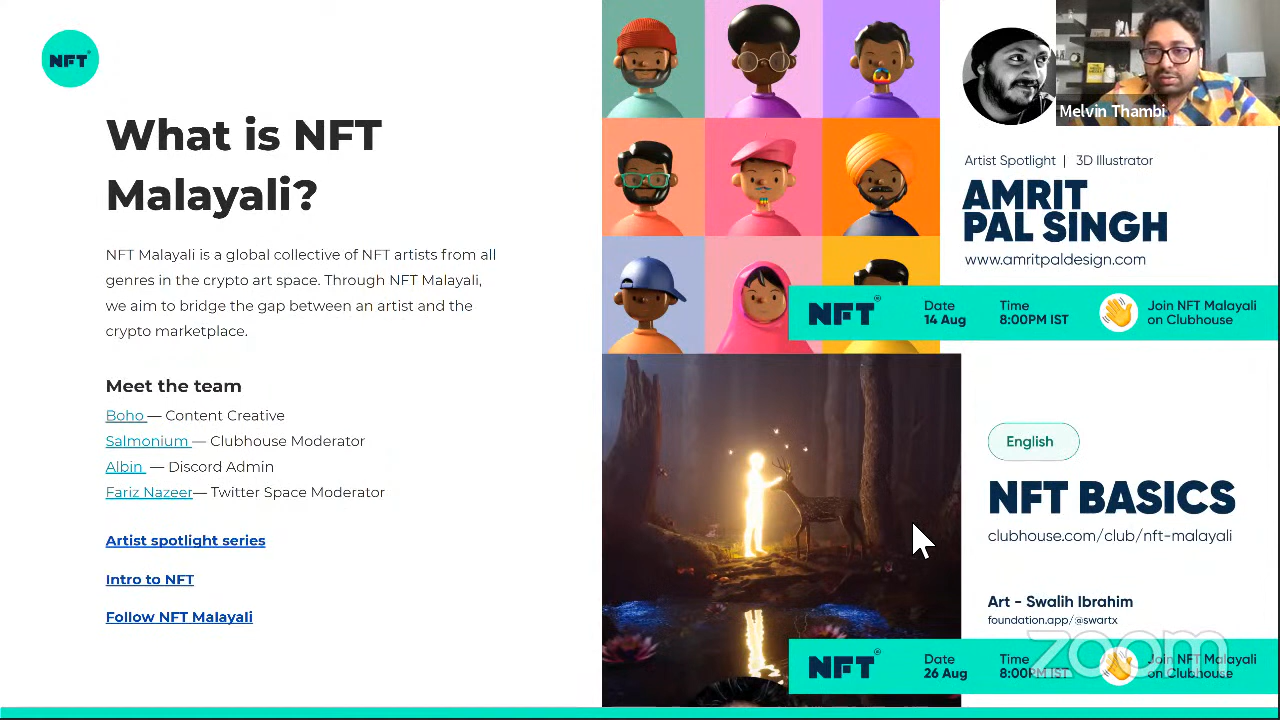 NFT
What is NFT
Malayali?
NFT Malayali is a global collective of NFT artists from all
genres in the crypto art space. Through NFT Malayali,
we aim to bridge the gap between an artist and the
crypto marketplace.
Meet the team
Boho — Content Creative
Salmonium — Clubhouse Moderator
Albin — Discord Admin
Fariz Nazeer— Twitter Space Moderator
Artist spotlight series
Intro to NFT
Follow NFT Malayali
Melvin Thambi
Artist Spotlight | 3D Illustrator
AMRIT
PAL SINGH
www.amritpaldesign.com
NFT
Date
14 Aug
Time
8:00PM IST
Join NFT Malayali
on Clubhouse
English
NFT BASICS
clubhouse.com/club/nft-malayali
Art - Swalih Ibrahim
foundation.app/@swartx
NFT
Date
26 Aug
Time
8:00PM IST
Join NFT Malayali
on Clubhouse
zoom